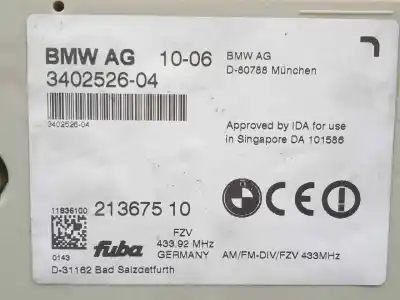 BMW AG 10-06 BMW AG
D-80788 München
3402526-04
3402526-04
Approved by IDA for use
in Singapore DA 101586
11836100 213675 10
FZV
0143 fuba 433.92 MHz
GERMANY AM/FM-DIV/FZV 433MHz
D-31162 Bad Salzdetfurth